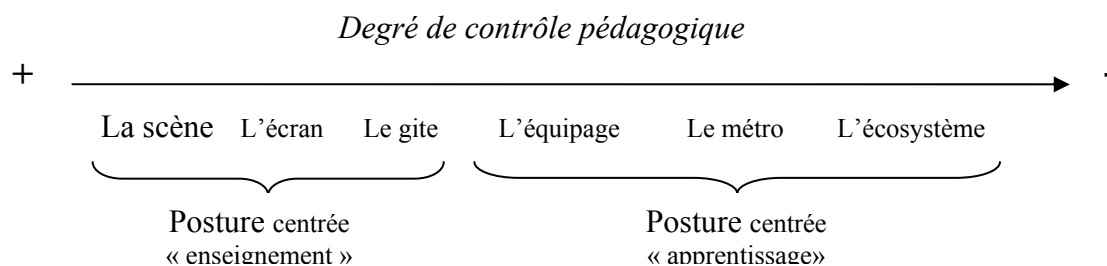 Degré de contrôle pédagogique
+
La scène L’écran Le gite L’équipage Le métro L’écosystème
Posture centrée Posture centrée
« enseignement » « apprentissage»